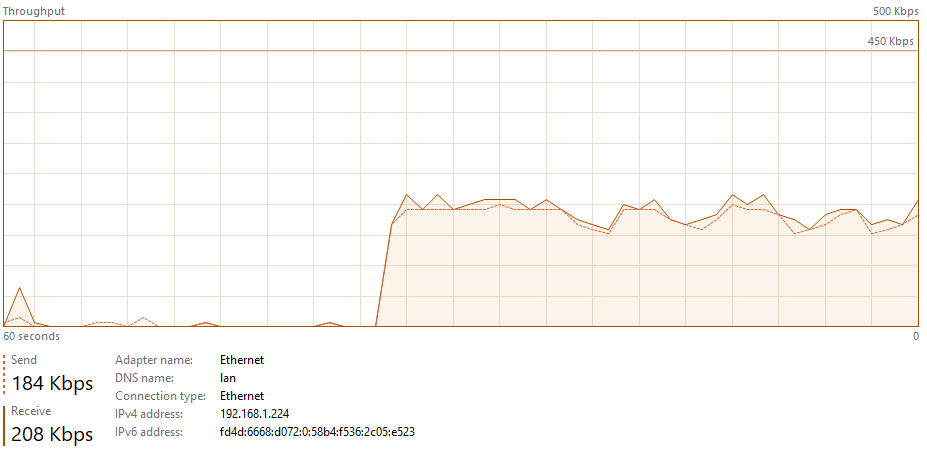 Throughput 500 Kbps
450 Kbps
60 seconds 0
Send
184 Kbps
Receive
208 Kbps
Adapter name: Ethernet
DNS name: lan
Connection type: Ethernet
IPv4 address: 192.168.1.224
IPv6 address: fd4d:6668:d072:0:58b4:f536:2c05:e523